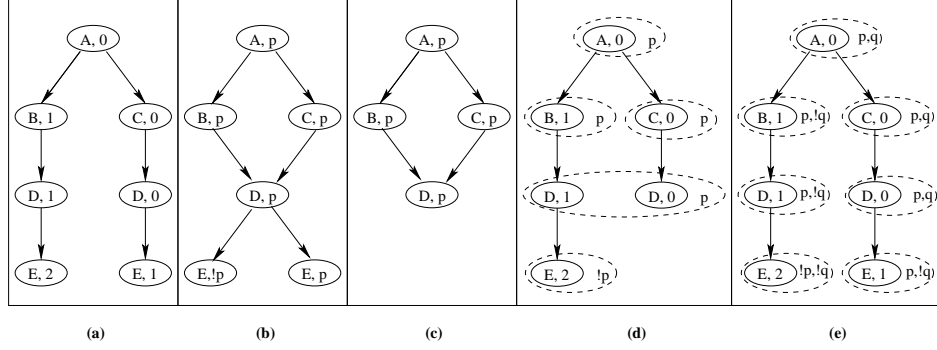 A, 0
B, 1
C, 0
D, 1
D, 0
E, 2
E, 1
(a)
A, p
B, p
C, p
D, p
E,!p
E, p
(b)
A, p
B, p
C, p
D, p
(c)
A, 0 p
B, 1 p
C, 0 p
D, 1
D, 0 p
E, 2 !p
(d)
A, 0 p,q
B, 1 p,!q
C, 0 p,q
D, 1 p,!q
D, 0 p,q
E, 2 !p,!q
E, 1 p,!q
(e)